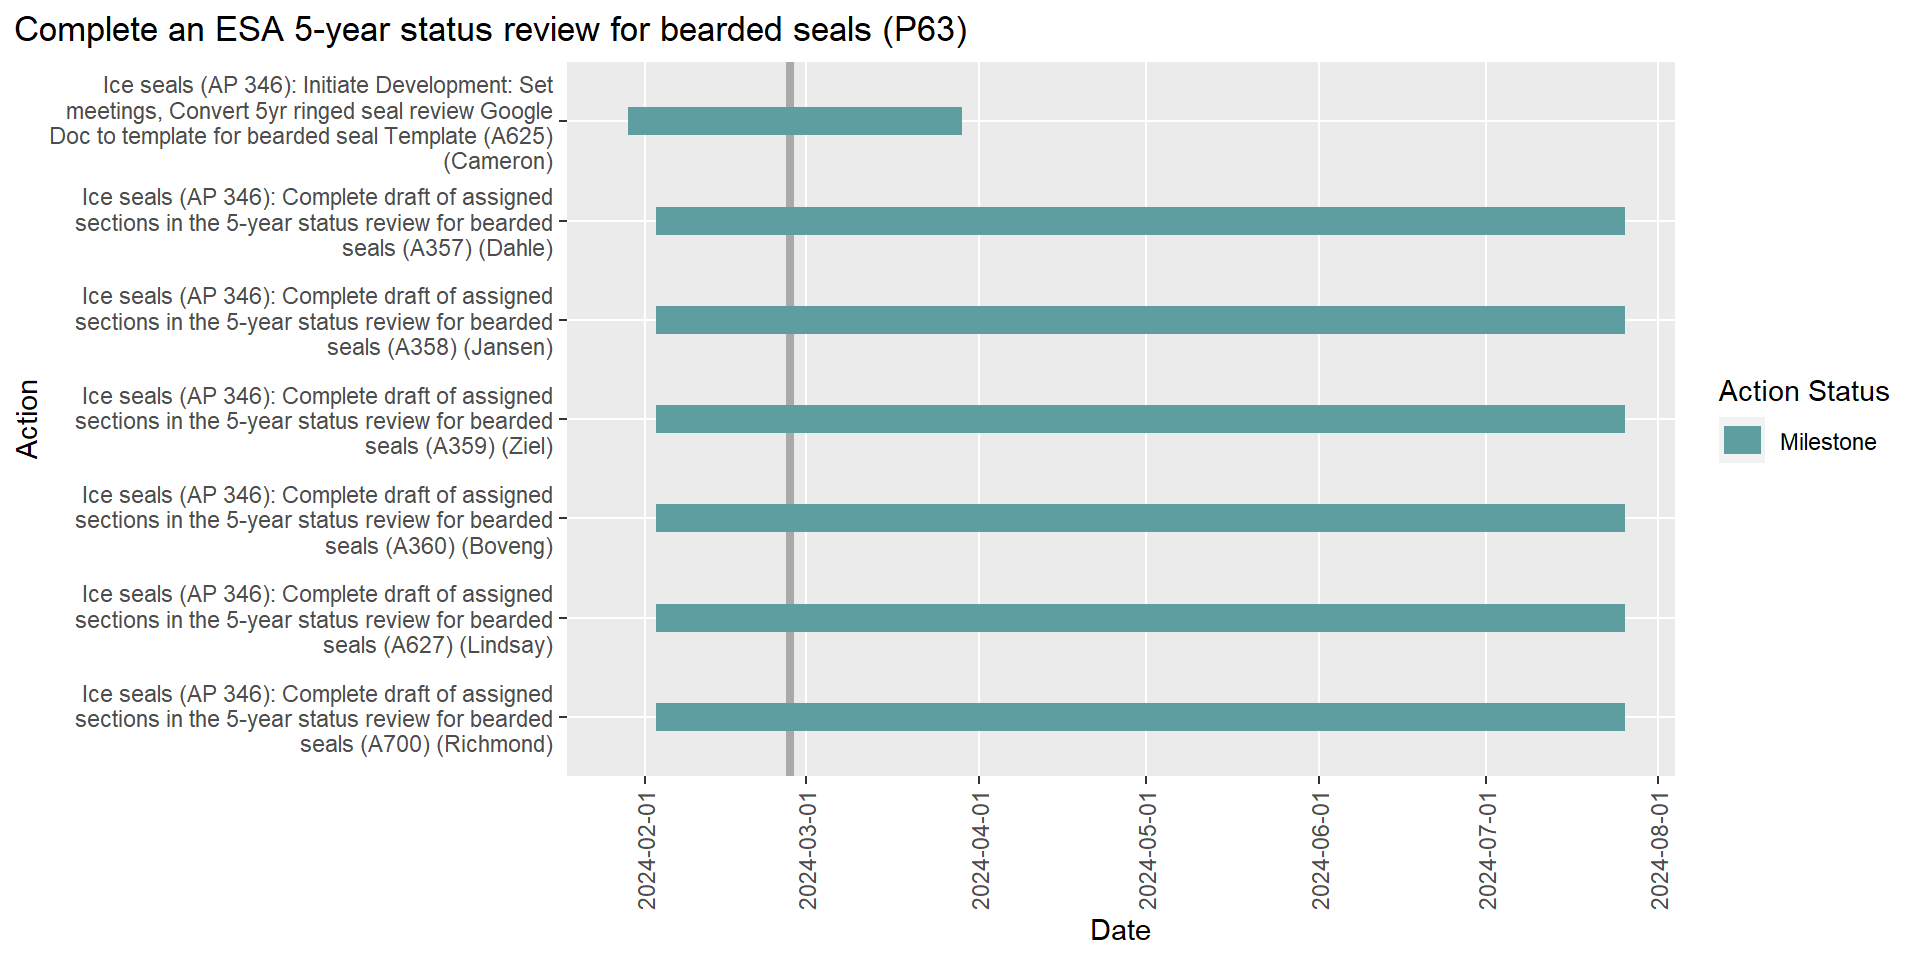 Complete an ESA 5-year status review for bearded seals (P63)
Ice seals (AP 346): Initiate Development: Set
meetings, Convert 5yr ringed seal review Google
Doc to template for bearded seal Template (A625)
(Cameron)
Ice seals (AP 346): Complete draft of assigned
sections in the 5-year status review for bearded
seals (A357) (Dahle)
Ice seals (AP 346): Complete draft of assigned
sections in the 5-year status review for bearded
seals (A358) (Jansen)
Ice seals (AP 346): Complete draft of assigned
sections in the 5-year status review for bearded
seals (A359) (Ziel)
Ice seals (AP 346): Complete draft of assigned
sections in the 5-year status review for bearded
seals (A360) (Boveng)
Ice seals (AP 346): Complete draft of assigned
sections in the 5-year status review for bearded
seals (A627) (Lindsay)
Ice seals (AP 346): Complete draft of assigned
sections in the 5-year status review for bearded
seals (A700) (Richmond)
Action
2024-02-01
2024-03-01
2024-04-01
2024-05-01
2024-06-01
2024-07-01
2024-08-01
Date
Action Status
Milestone